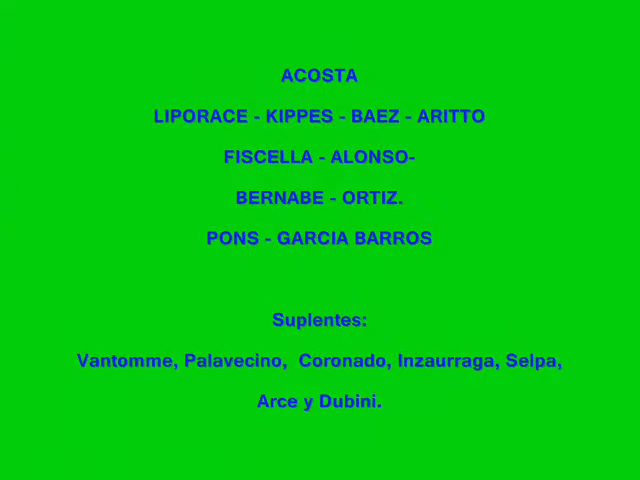 ACOSTA
LIPORACE - KIPPES - BAEZ - ARITTO
FISCELLA - ALONSO-
BERNABE - ORTIZ.
PONS - GARCIA BARROS
Suplentes:
Vantomme, Palavecino,  Coronado, Inzaurraga, Selpa,
Arce y Dubini.